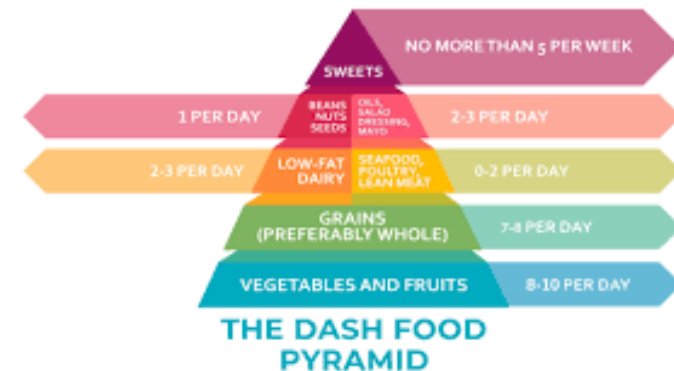 NO MORE THAN 5 PER WEEK
SWEETS
1 PER DAY
BEANS
NUTS
SEEDS
OILS,
SALAD
DRESSING,
MAYO
2-3 PER DAY
2-3 PER DAY
LOW-FAT
DAIRY
SEAFOOD,
POULTRY,
LEAN MEAT
0-2 PER DAY
GRAINS
(PREFERABLY WHOLE)
7-8 PER DAY
VEGETABLES AND FRUITS
8-10 PER DAY
THE DASH FOOD
PYRAMID